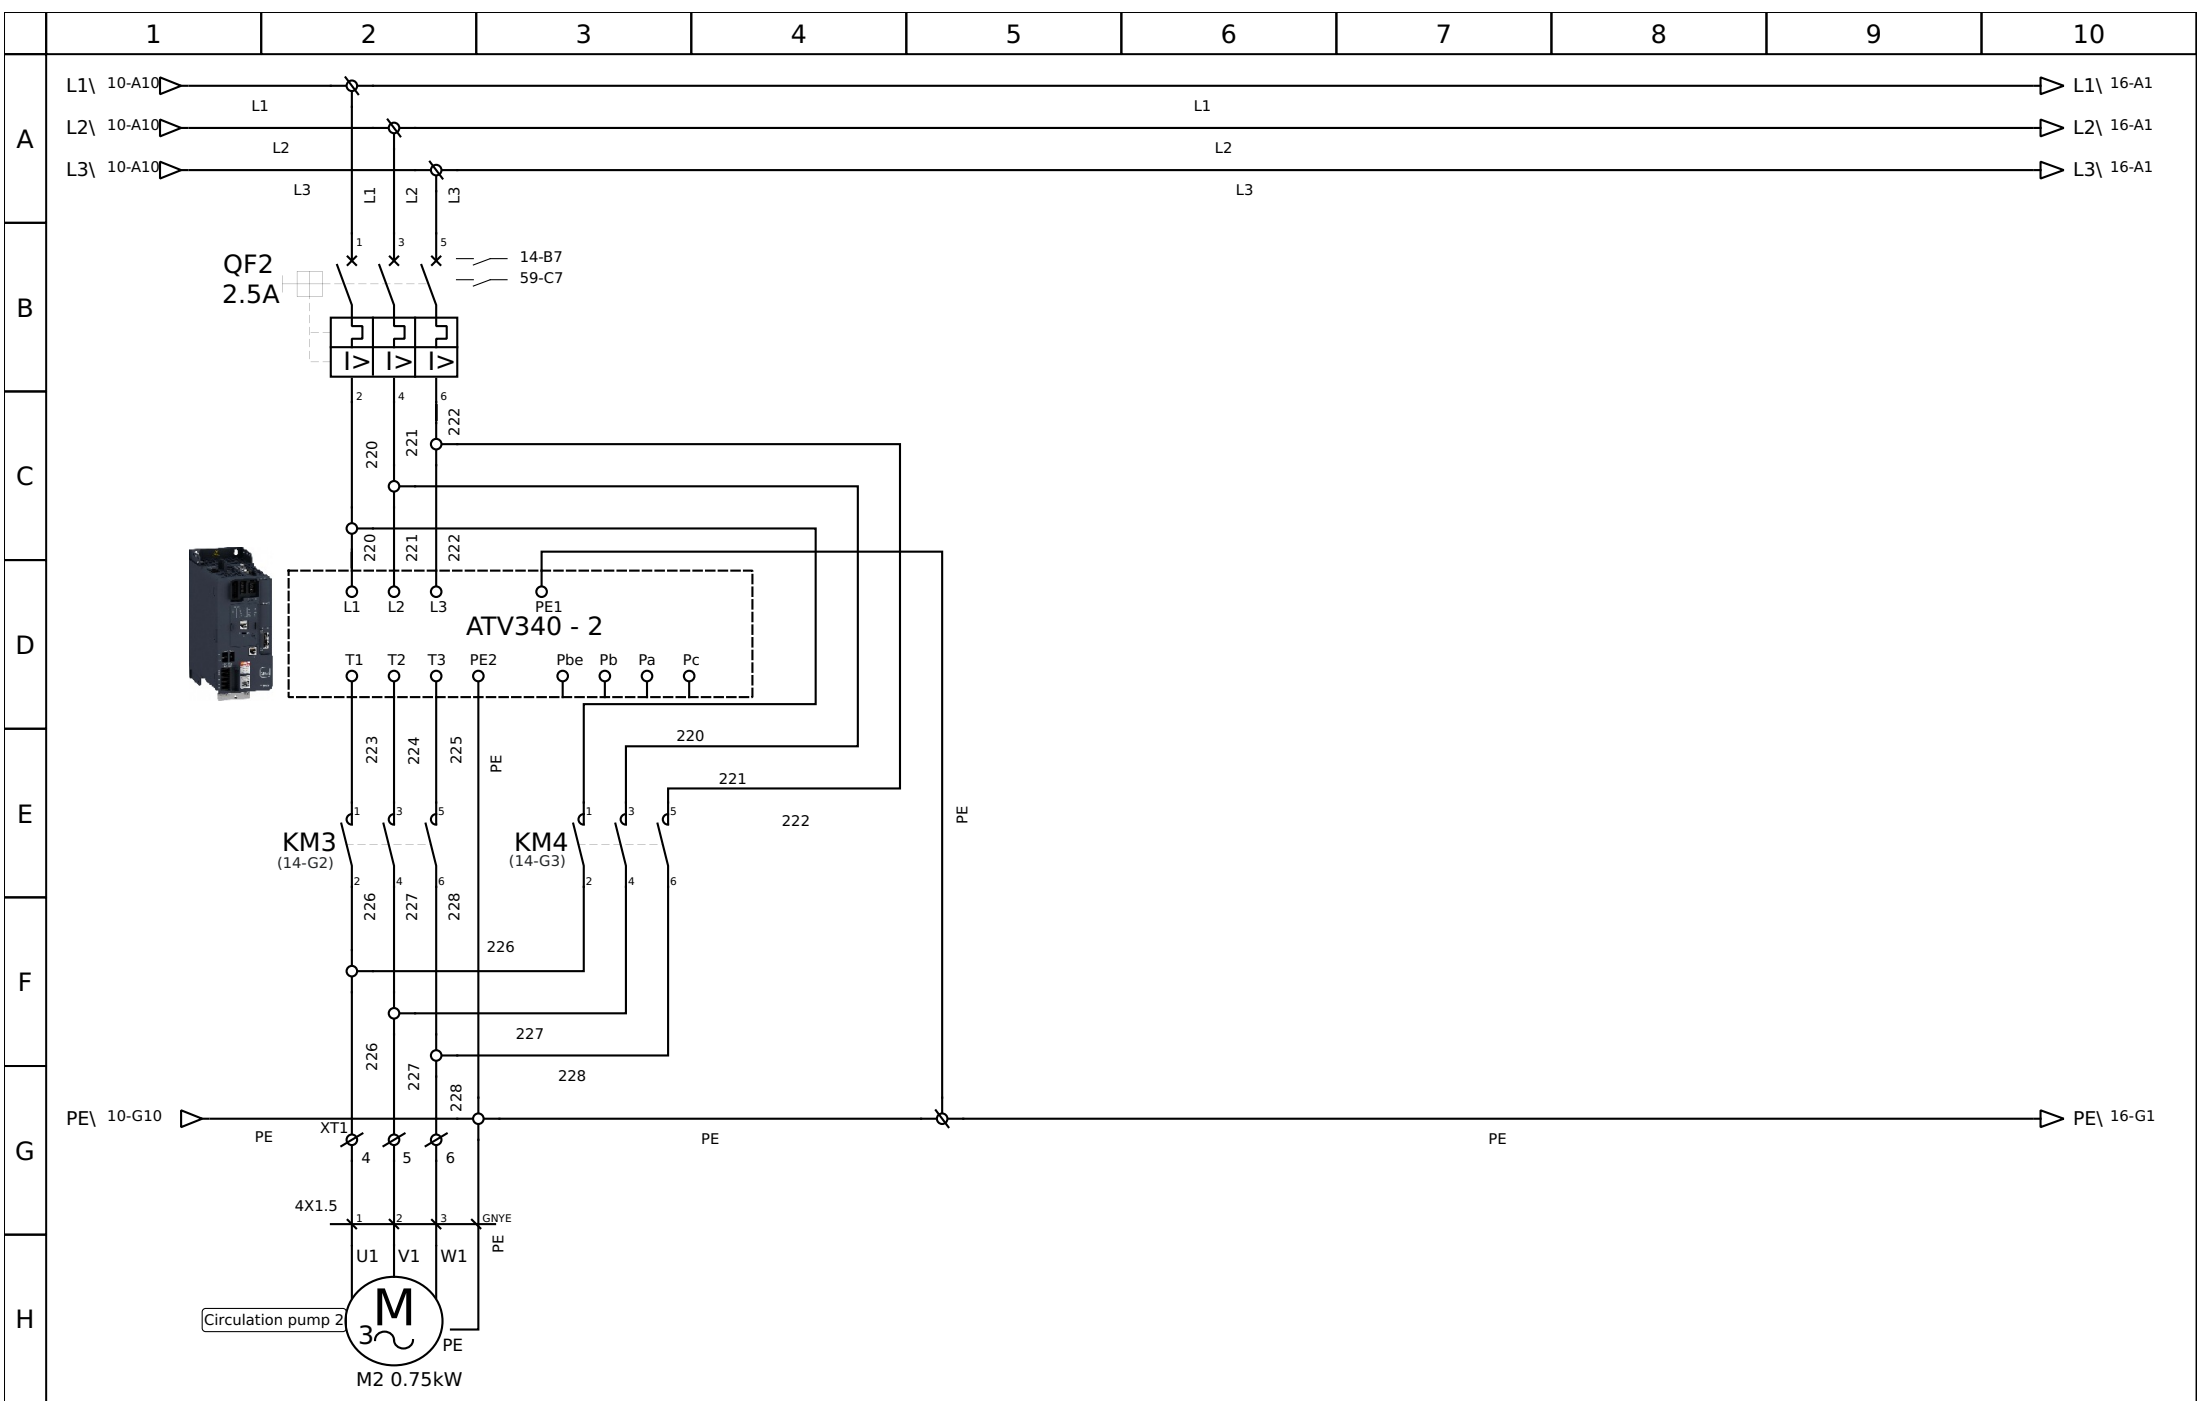 1 2 3 4 5 6 7 8 9 10
A
L1\ 10-A10 L1\ 16-A1
L1 L1
L2\ 10-A10 L2\ 16-A1
L2 L2
L3\ 10-A10 L3\ 16-A1
L3 L1 L2 L3 L3
B
1 3 5
QF2
2.5A
14-B7
59-C7
I> I> I>
2 4 6
C
220 221 222
220 221 222
D
L1 L2 L3 PE1
ATV340 - 2
T1 T2 T3 PE2 Pbe Pb Pa Pc
E
223 224 225 PE
220
221
222
PE
1 3 5 1 3 5
KM3 KM4
(14-G2) (14-G3)
2 4 6 2 4 6
226 227 228
F
226
227
228
226 227 228
G
PE\ 10-G10 PE\ 16-G1
PE PE PE
XT1
4 5 6
4X1.5
1 2 3 GNYE
PE
H
U1 V1 W1
M
3
Circulation pump 2
PE
M2 0.75kW